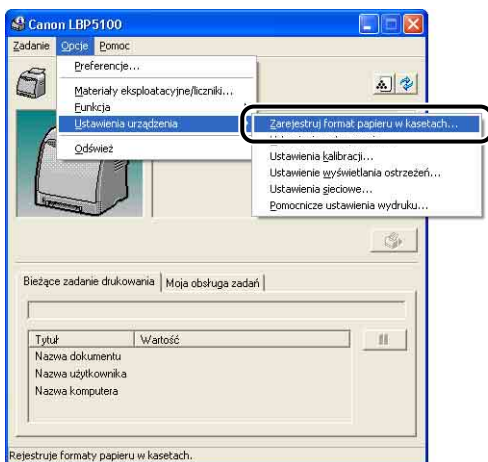 Canon LBP5100
Zadanie Opcje Pomoc
Preferencje...
Materiały eksploatacyjne/liczniki...
Funkcja
Ustawienia urządzenia
Odśwież
Zarejestruj format papieru w kasetach...
Ustawienia kalibracji...
Ustawienie wyświetlania ostrzeżeń...
Ustawienia sieciowe...
Pomocnicze ustawienia wydruku...
Bieżące zadanie drukowania Moja obsługa zadań
Tytuł Wartość
Nazwa dokumentu
Nazwa użytkownika
Nazwa komputera
Rejestruje formaty papieru w kasetach.